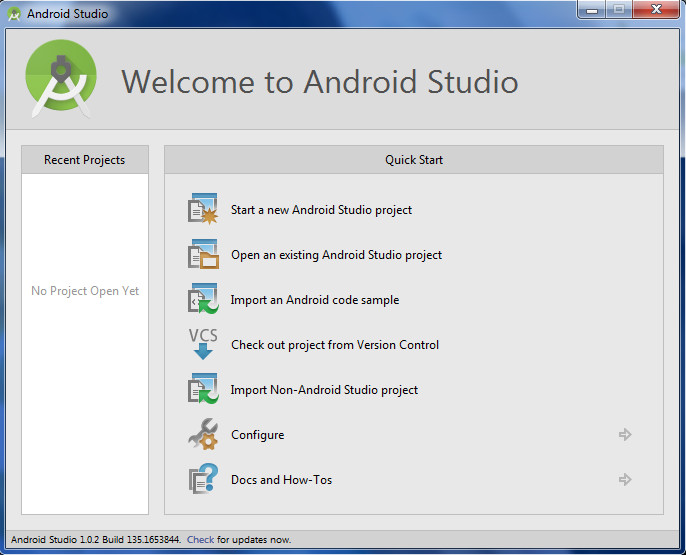 Android Studio
Welcome to Android Studio
Recent Projects
No Project Open Yet
Quick Start
Start a new Android Studio project
Open an existing Android Studio project
Import an Android code sample
VCS
Check out project from Version Control
Import Non-Android Studio project
Configure
Docs and How-Tos
Android Studio 1.0.2 Build 135.1653844. Check for updates now.